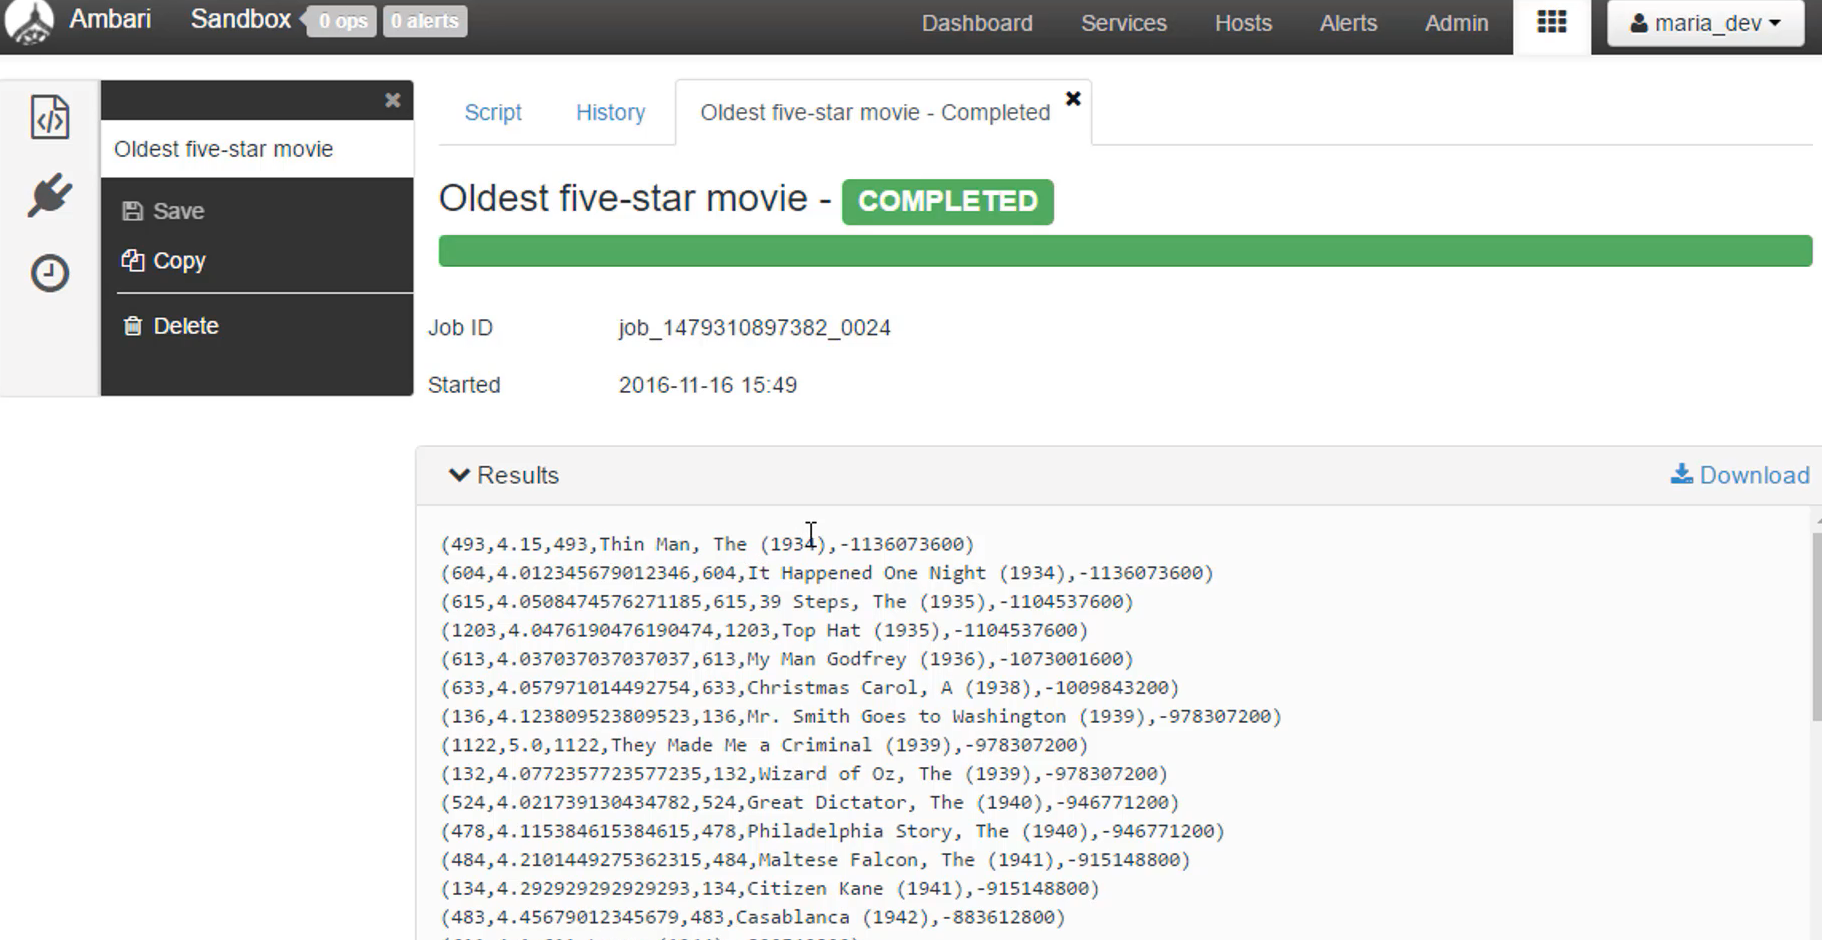 Ambari Sandbox 0 ops 0 alerts Dashboard Services Hosts Alerts Admin maria_dev
Oldest five-star movie
Save
Copy
Delete
Script History Oldest five-star movie - Completed
Oldest five-star movie - COMPLETED
Job ID job_1479310897382_0024
Started 2016-11-16 15:49
Results Download
(493,4.15,493,Thin Man, The (1934),-1136073600)
(604,4.012345679012346,604,It Happened One Night (1934),-1136073600)
(615,4.0508474576271185,615,39 Steps, The (1935),-1104537600)
(1203,4.0476190476190474,1203,Top Hat (1935),-1104537600)
(613,4.037037037037037,613,My Man Godfrey (1936),-1073001600)
(633,4.057971014492754,633,Christmas Carol, A (1938),-1009843200)
(136,4.123809523809523,136,Mr. Smith Goes to Washington (1939),-978307200)
(1122,5.0,1122,They Made Me a Criminal (1939),-978307200)
(132,4.0772357723577235,132,Wizard of Oz, The (1939),-978307200)
(524,4.021739130434782,524,Great Dictator, The (1940),-946771200)
(478,4.115384615384615,478,Philadelphia Story, The (1940),-946771200)
(484,4.2101449275362315,484,Maltese Falcon, The (1941),-915148800)
(134,4.292929292929293,134,Citizen Kane (1941),-915148800)
(483,4.45679012345679,483,Casablanca (1942),-883612800)